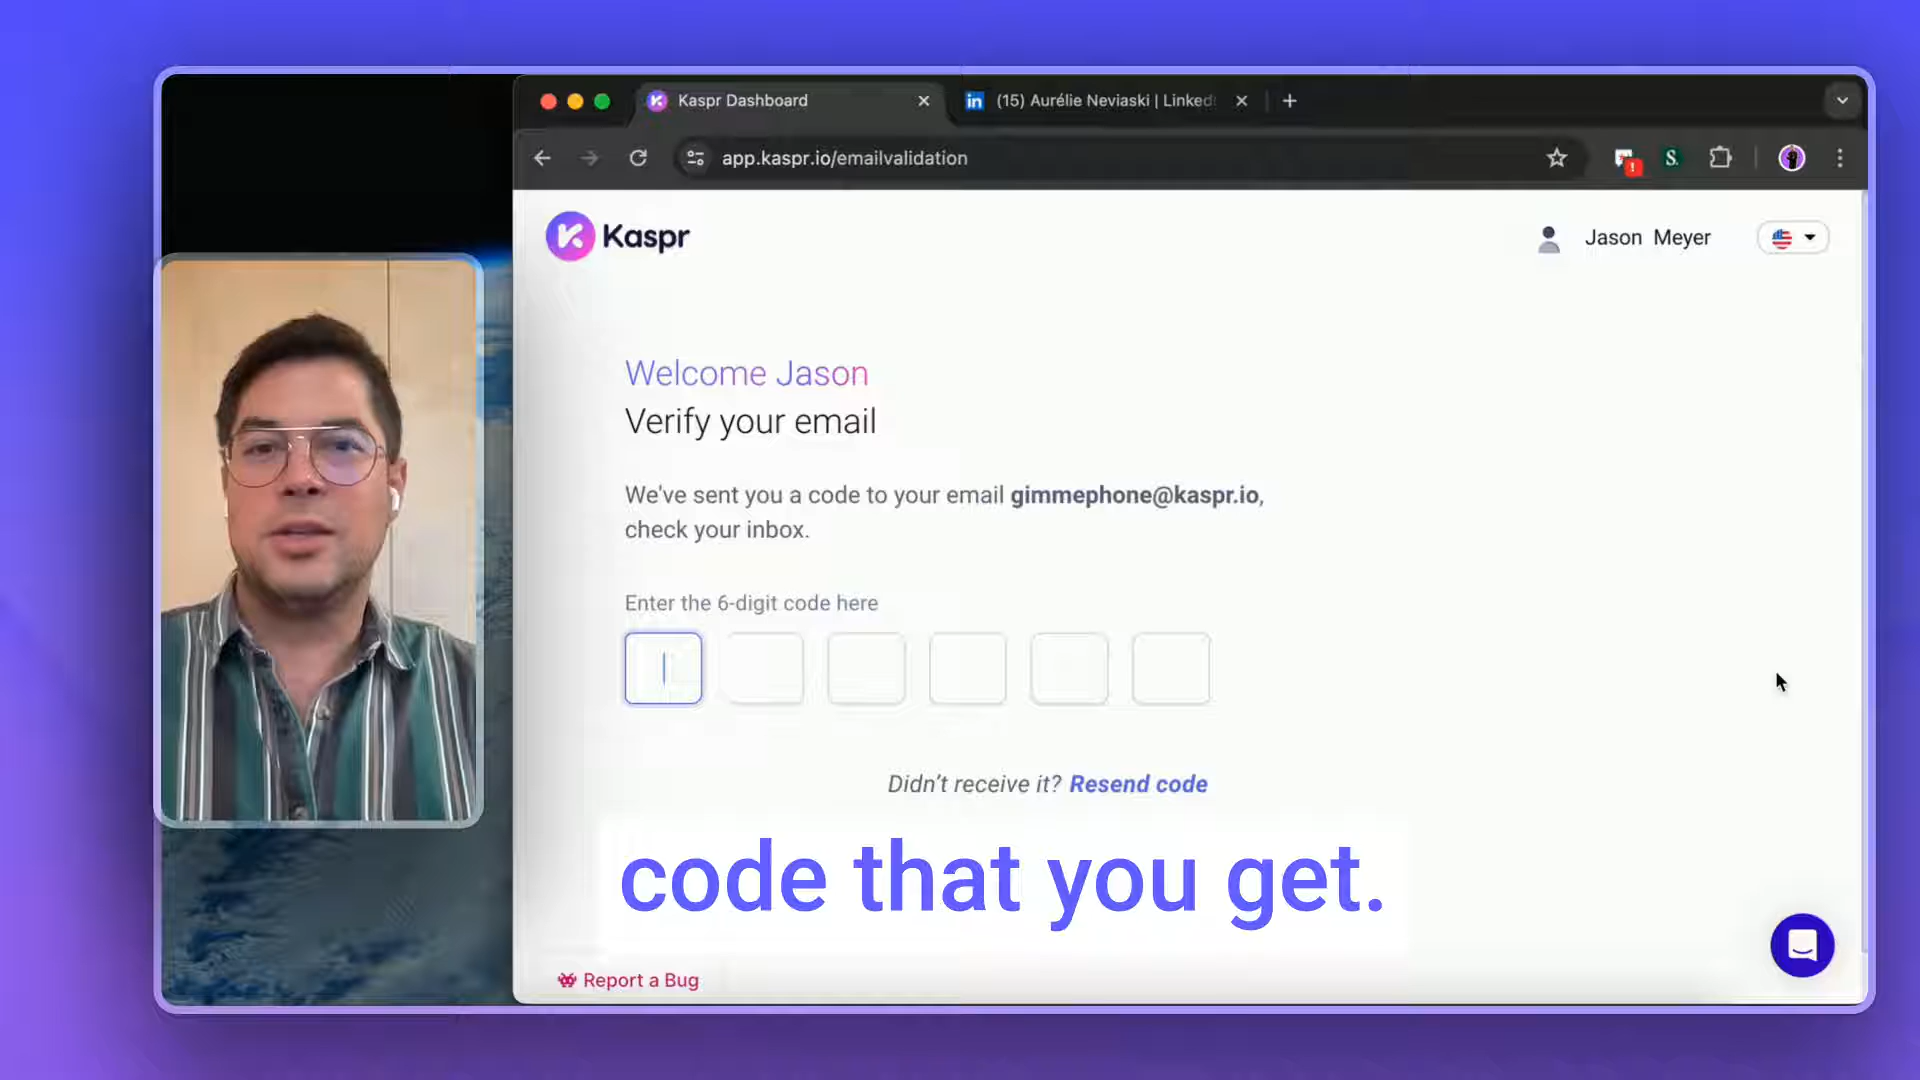 Kaspr Dashboard
(15) Aurélie Neviaski | Linked
app.kaspr.io/emailvalidation
S.
Kaspr
Jason Meyer
Welcome Jason
Verify your email
We've sent you a code to your email gimmephone@kaspr.io,
check your inbox.
Enter the 6-digit code here
Didn't receive it? Resend code
code that you get.
Report a Bug